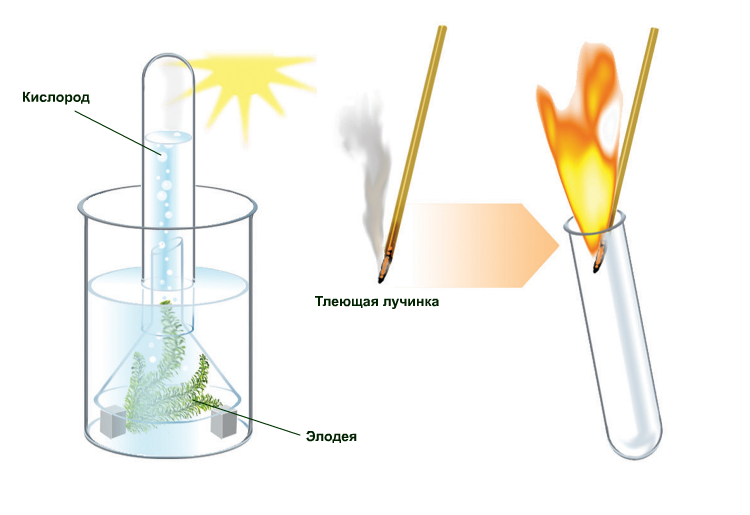 Кислород
Тлеющая лучинка
Элодея